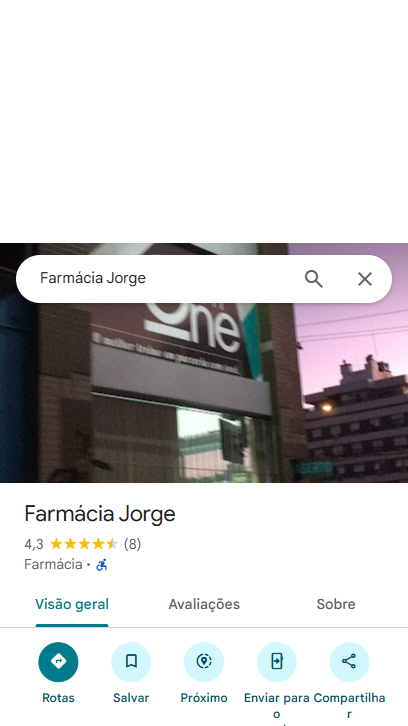 Farmácia Jorge
One
Farmácia Jorge
4,3 (8)
Farmácia •
Visão geral Avaliações Sobre
Rotas Salvar Próximo Enviar para o Compartilhar